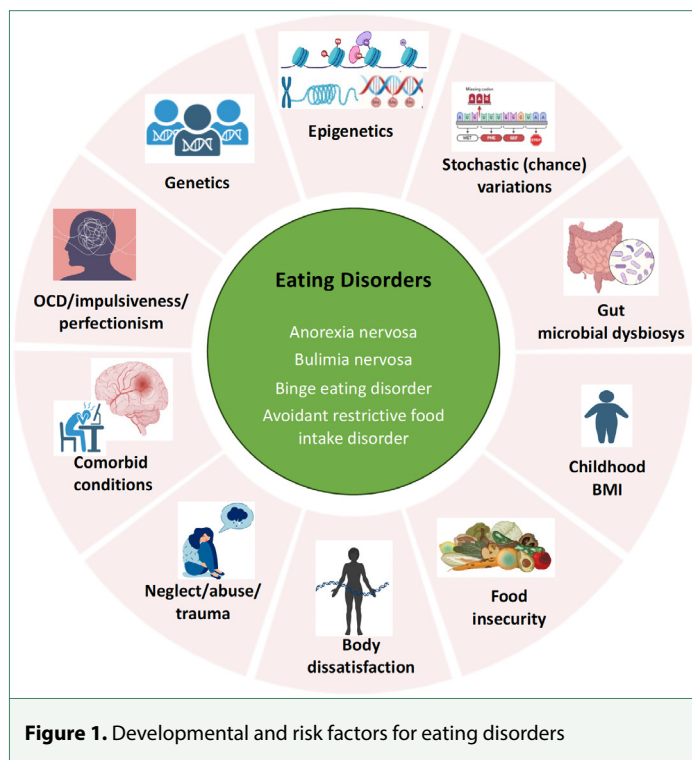 Epigenetics
Missing codon
Stochastic (chance)
variations
Gut
microbial dysbiosys
Childhood
BMI
Food
insecurity
Body
dissatisfaction
Neglect/abuse/
trauma
Comorbid
conditions
OCD/impulsiveness/
perfectionism
Genetics
Eating Disorders
Anorexia nervosa
Bulimia nervosa
Binge eating disorder
Avoidant restrictive food
intake disorder
Figure 1. Developmental and risk factors for eating disorders